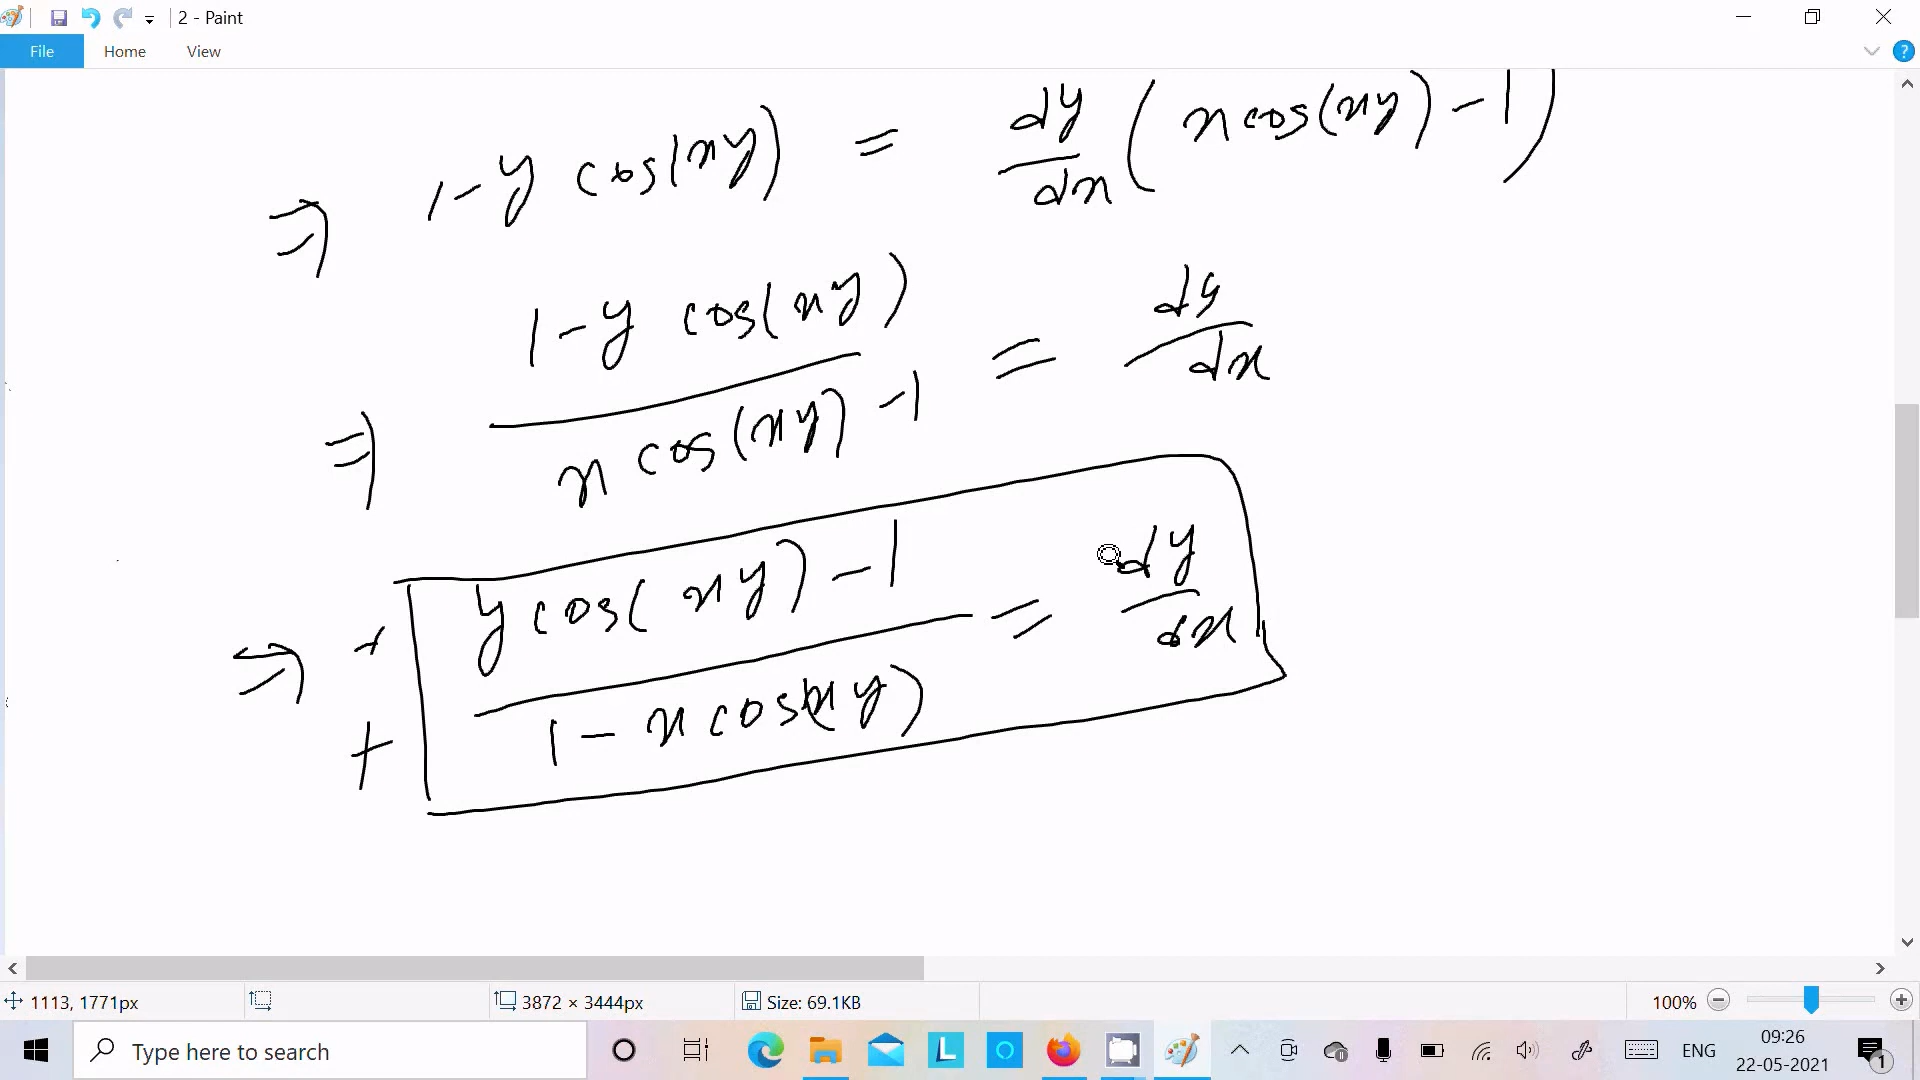 2 - Paint
File Home View
⇒ 1 - y cos(xy) = dy/dx (x cos(xy) - 1)
⇒ 1 - y cos(xy) / x cos(xy) - 1 = dy/dx
⇒ + y cos(xy) - 1 / 1 - x cos(xy) = dy/dx
+
1113, 1771px 3872 × 3444px Size: 69.1KB 100%
Type here to search L ENG 09:26
22-05-2021 1